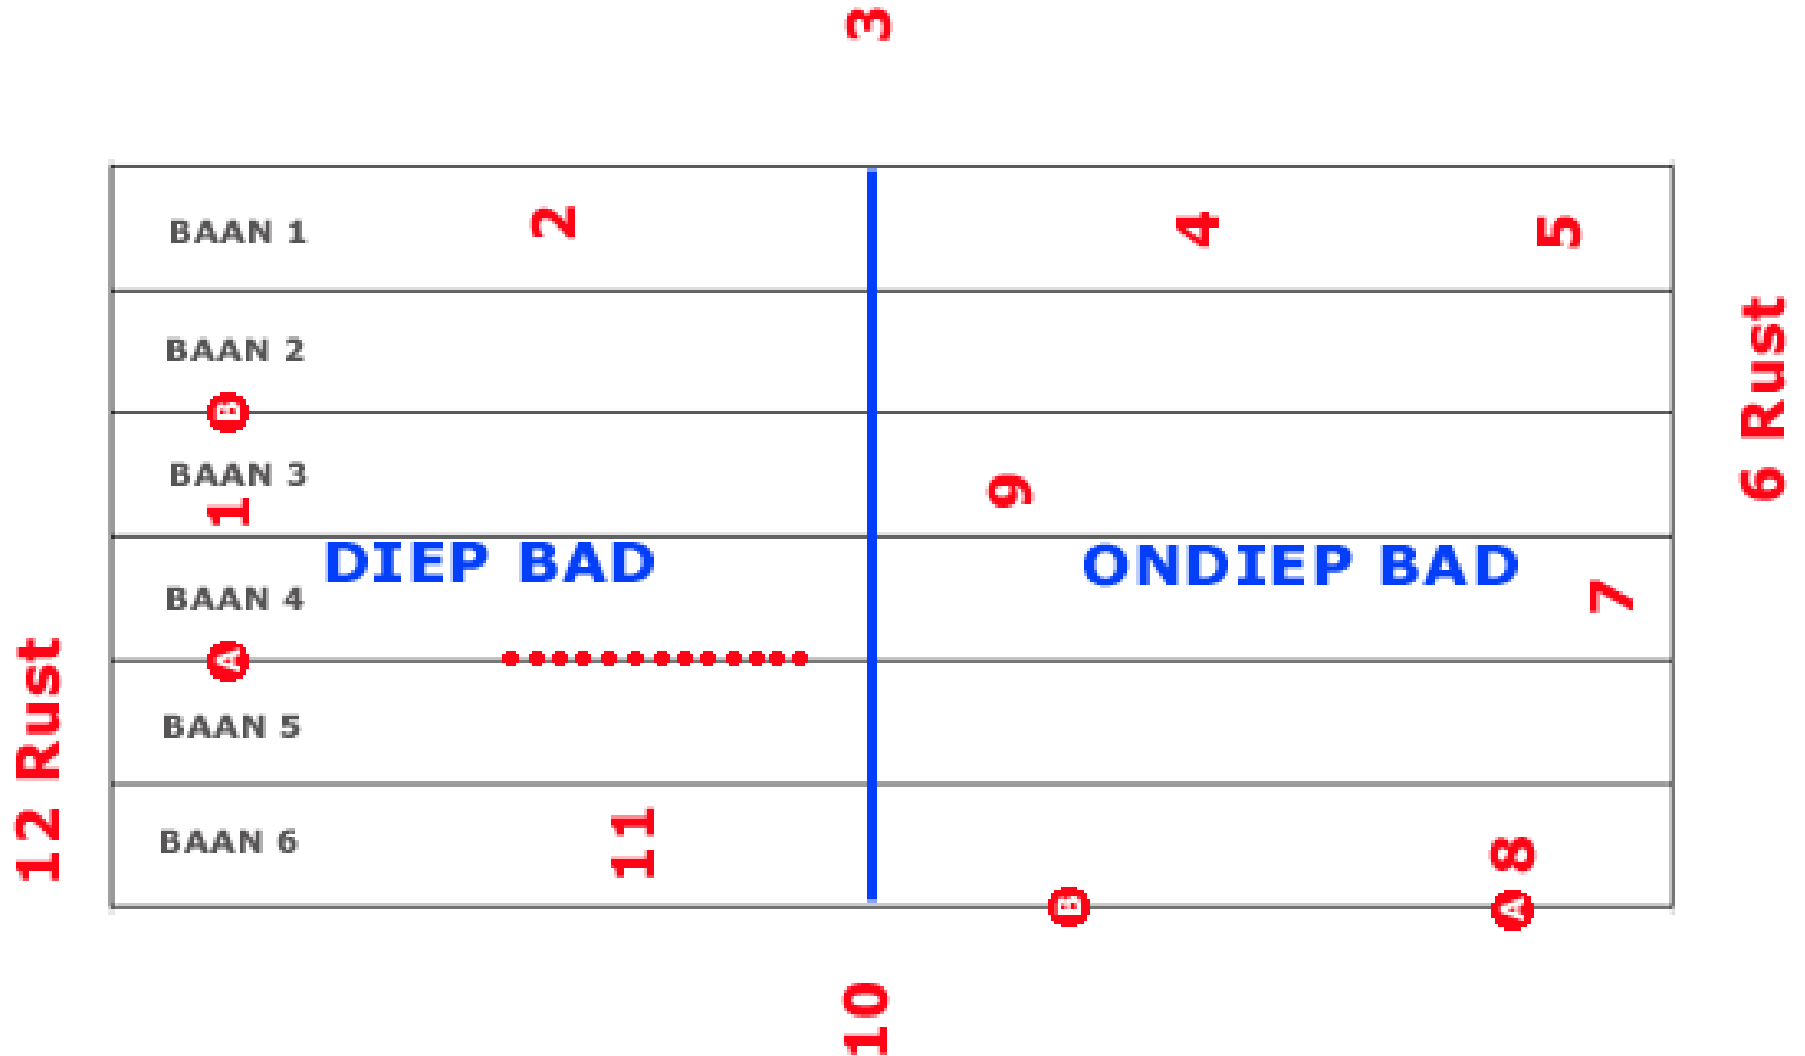 3
BAAN 1
2
4
5
BAAN 2
B
6 Rust
BAAN 3
1
9
DIEP BAD
ONDIEP BAD
BAAN 4
7
A
12 Rust
BAAN 5
BAAN 6
11
8
B
A
10